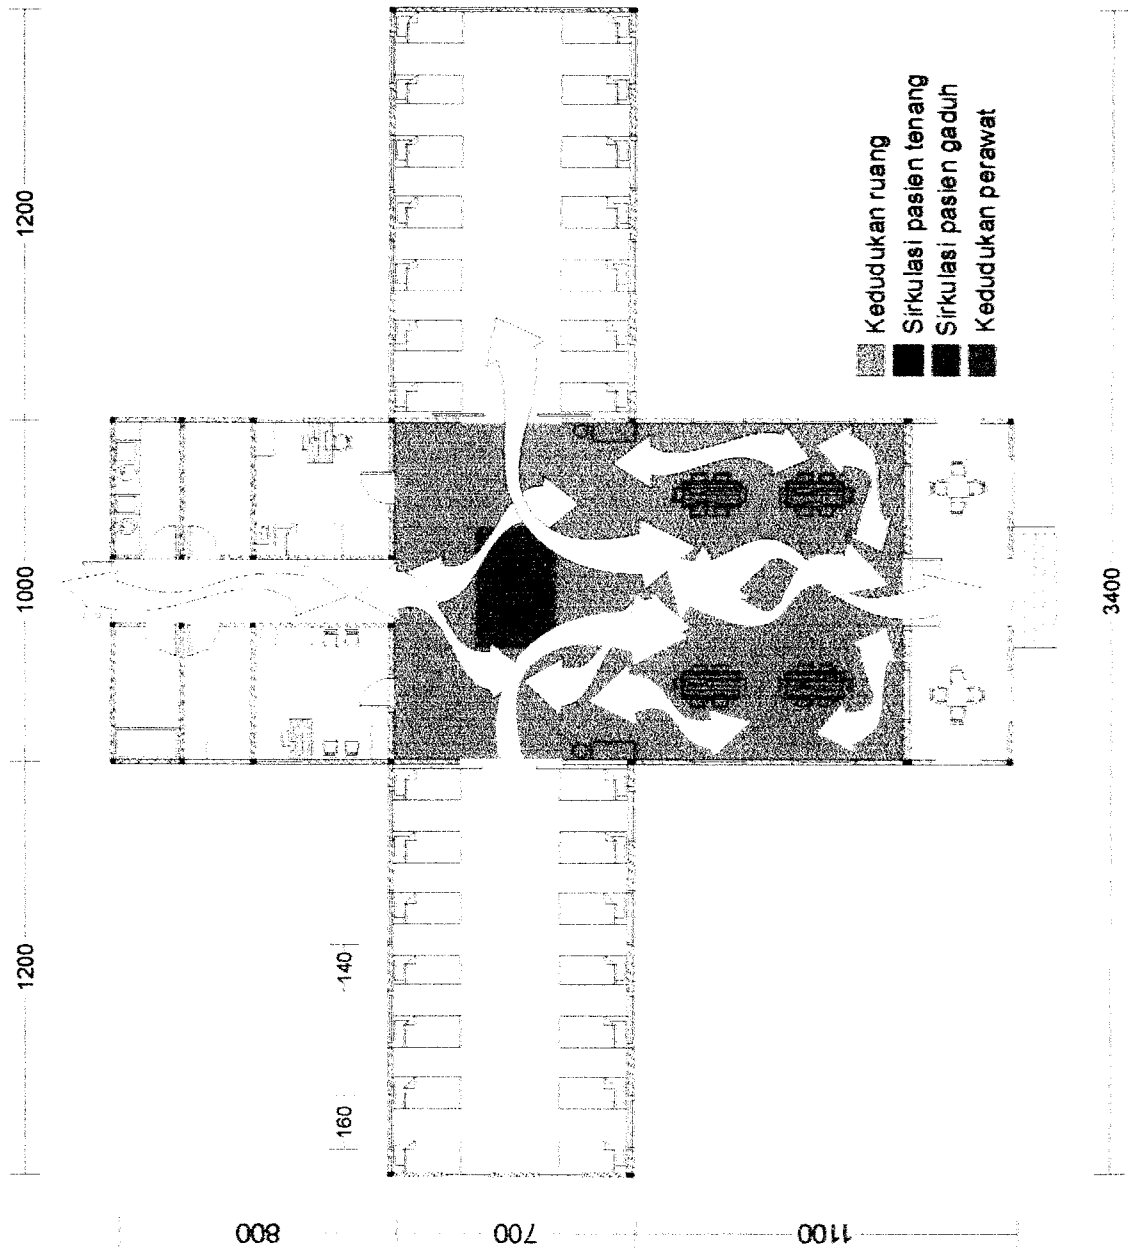 1200
1000
1200
140
160
800
700
1100
3400
Kedudukan ruang
Sirkulasi pasien tenang
Sirkulasi pasien gaduh
Kedudukan perawat